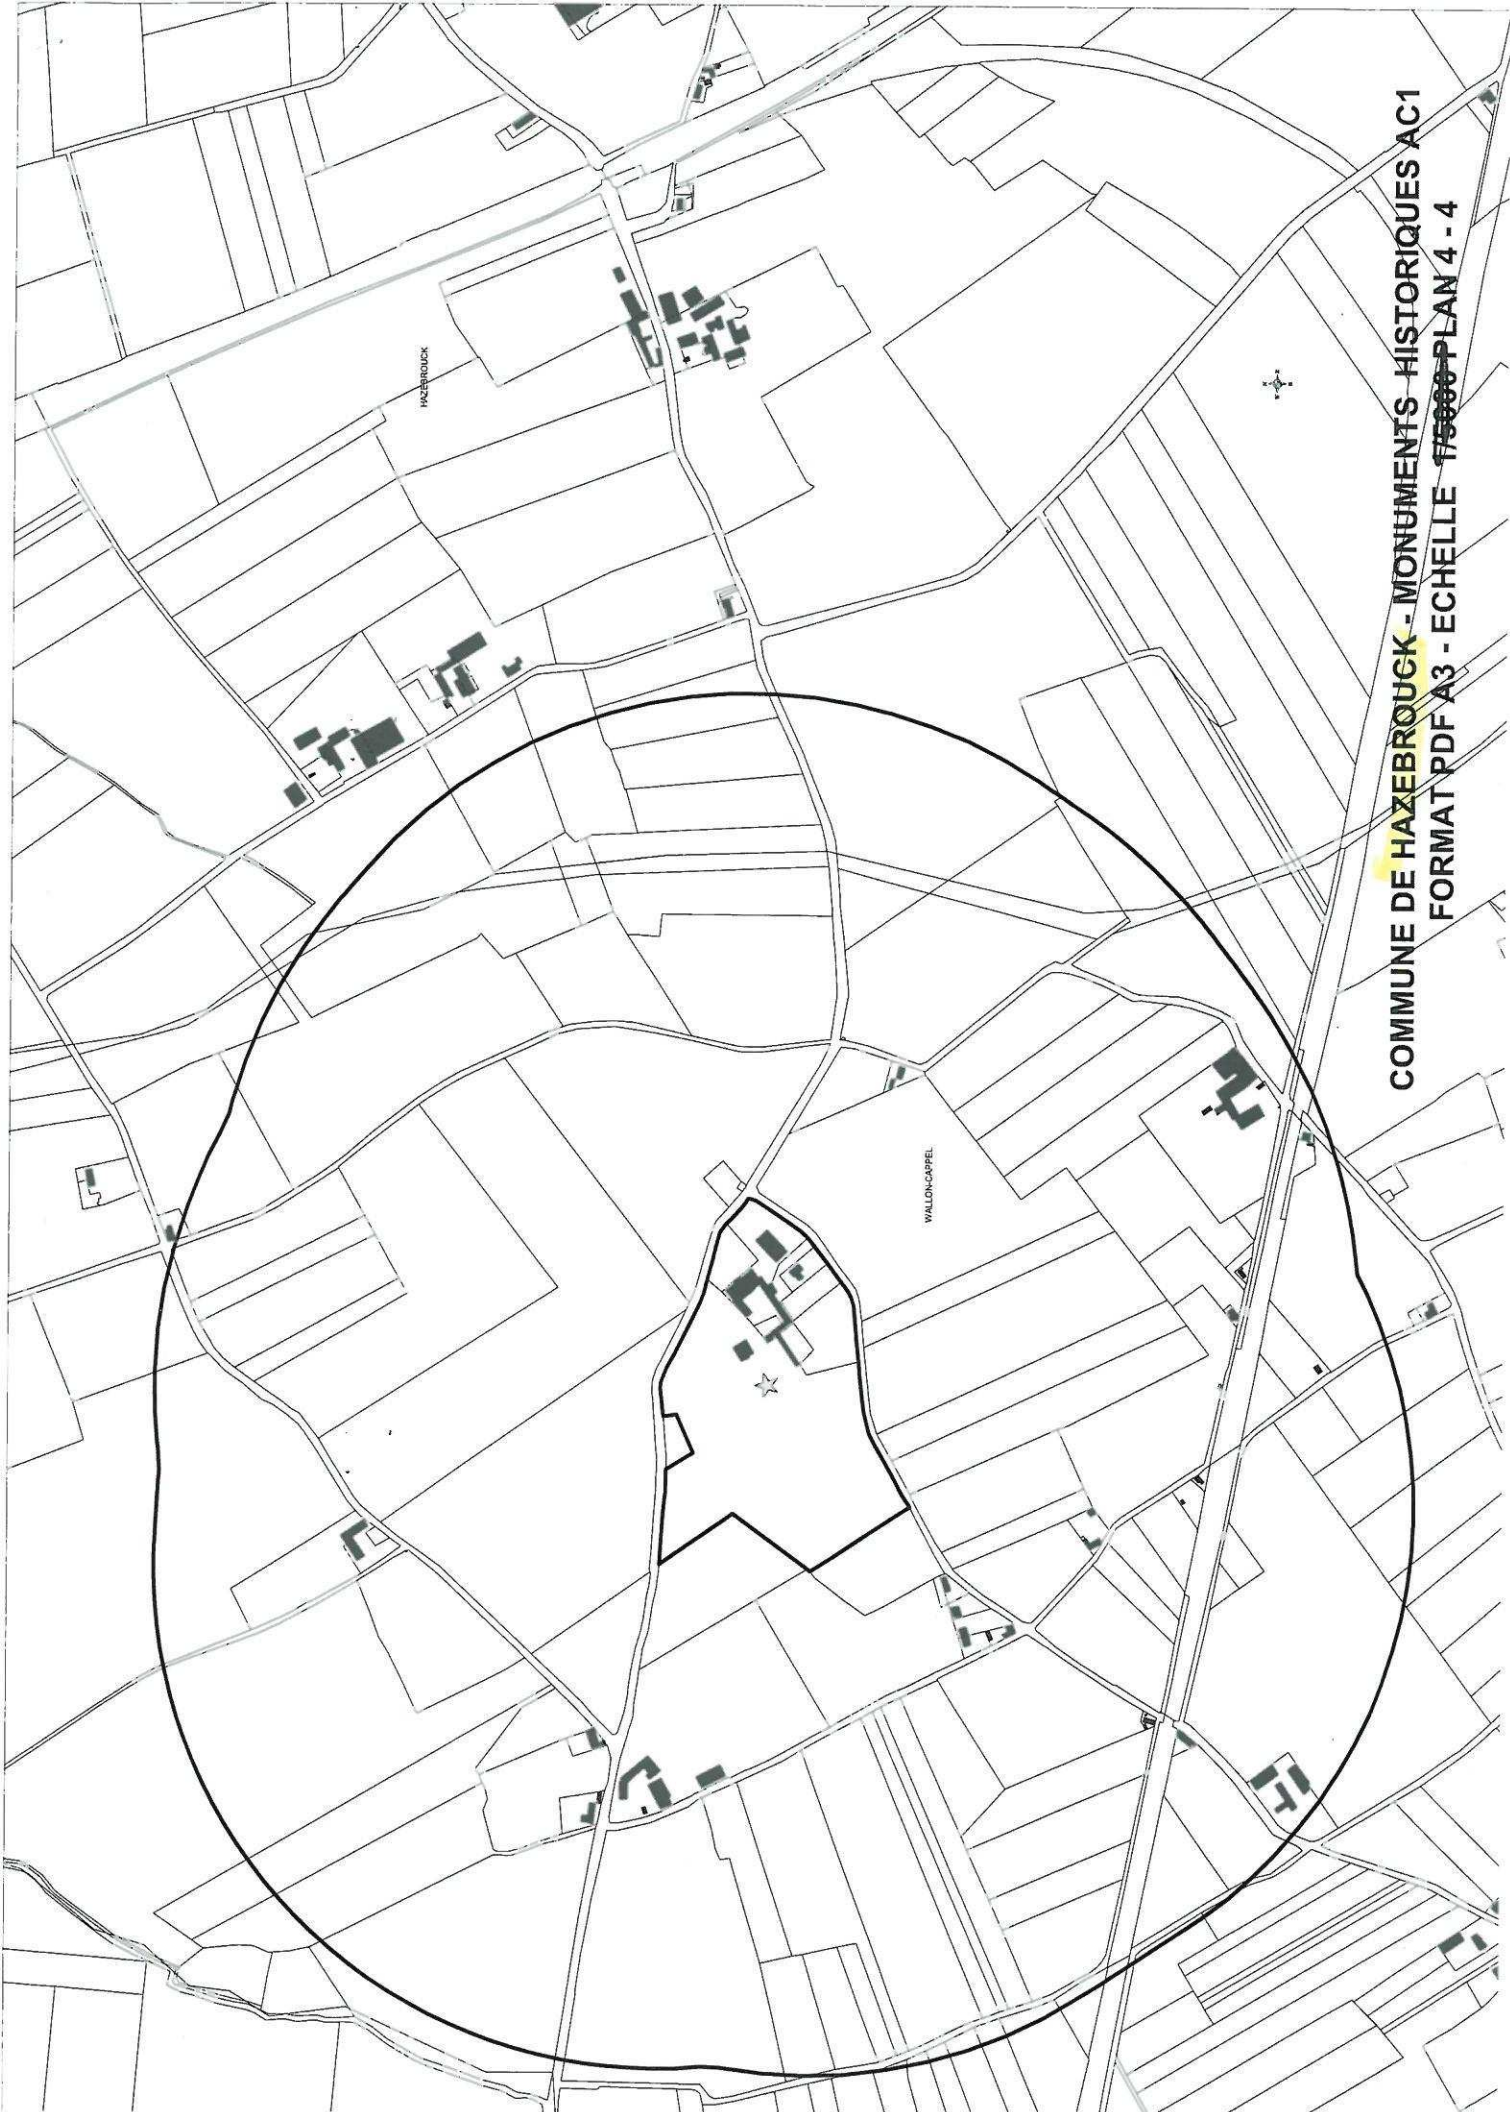 HAZEBROUCK
WALLON-CAPPEL
COMMUNE DE HAZEBROUCK - MONUMENTS HISTORIQUES AC1
FORMAT PDF A3 - ECHELLE 1/5000 PLAN 4 - 4